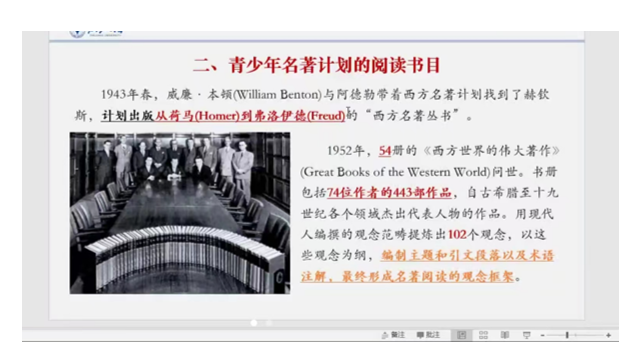 二、青少年名著计划的阅读书目
1943年春，威廉·本顿(William Benton)与阿德勒带着西方名著计划找到了赫钦
斯，计划出版从荷马(Homer)到弗洛伊德(Freud)的“西方名著丛书”。
1952年，54册的《西方世界的伟大著作》
(Great Books of the Western World)问世。书册
包括74位作者的443部作品，自古希腊至十九
世纪各个领域杰出代表人物的作品。用现代
人编撰的观念范畴提炼出102个观念，以这
些观念为纲，编制主题和引文段落以及术语
注解，最终形成名著阅读的观念框架。
备注 批注